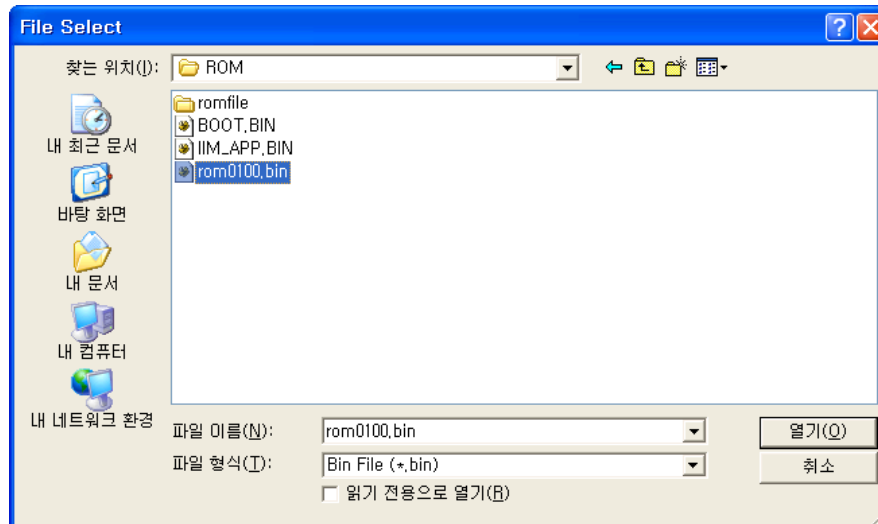 File Select
찾는 위치(I): ROM
romfile
BOOT.BIN
IIM_APP.BIN
rom0100.bin
내 최근 문서
바탕 화면
내 문서
내 컴퓨터
내 네트워크 환경
파일 이름(N): rom0100.bin 열기(O)
파일 형식(T): Bin File (*.bin) 취소
읽기 전용으로 열기(R)